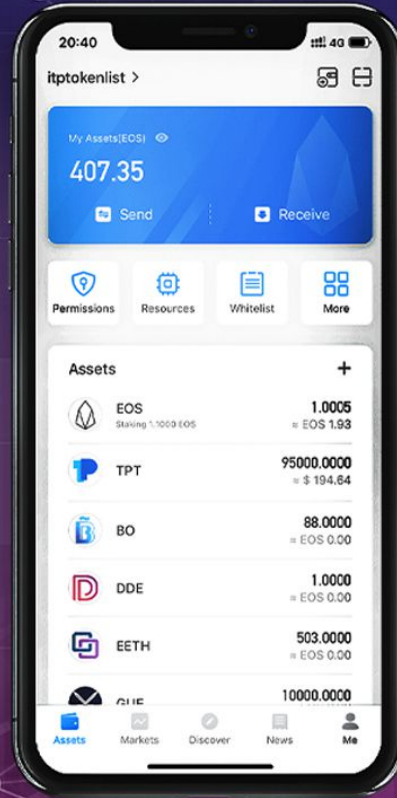 20:40
4G
itptokenlist >
My Assets(EOS)
407.35
Send
Receive
Permissions
Resources
Whitelist
More
Assets
+
EOS
1.0005
Staking 1.1000 EOS
≈ EOS 1.93
TPT
95000.0000
≈ $ 194.64
BO
88.0000
≈ EOS 0.00
DDE
1.0000
≈ EOS 0.00
EETH
503.0000
≈ EOS 0.00
10000.0000
Assets
Markets
Discover
News
Me